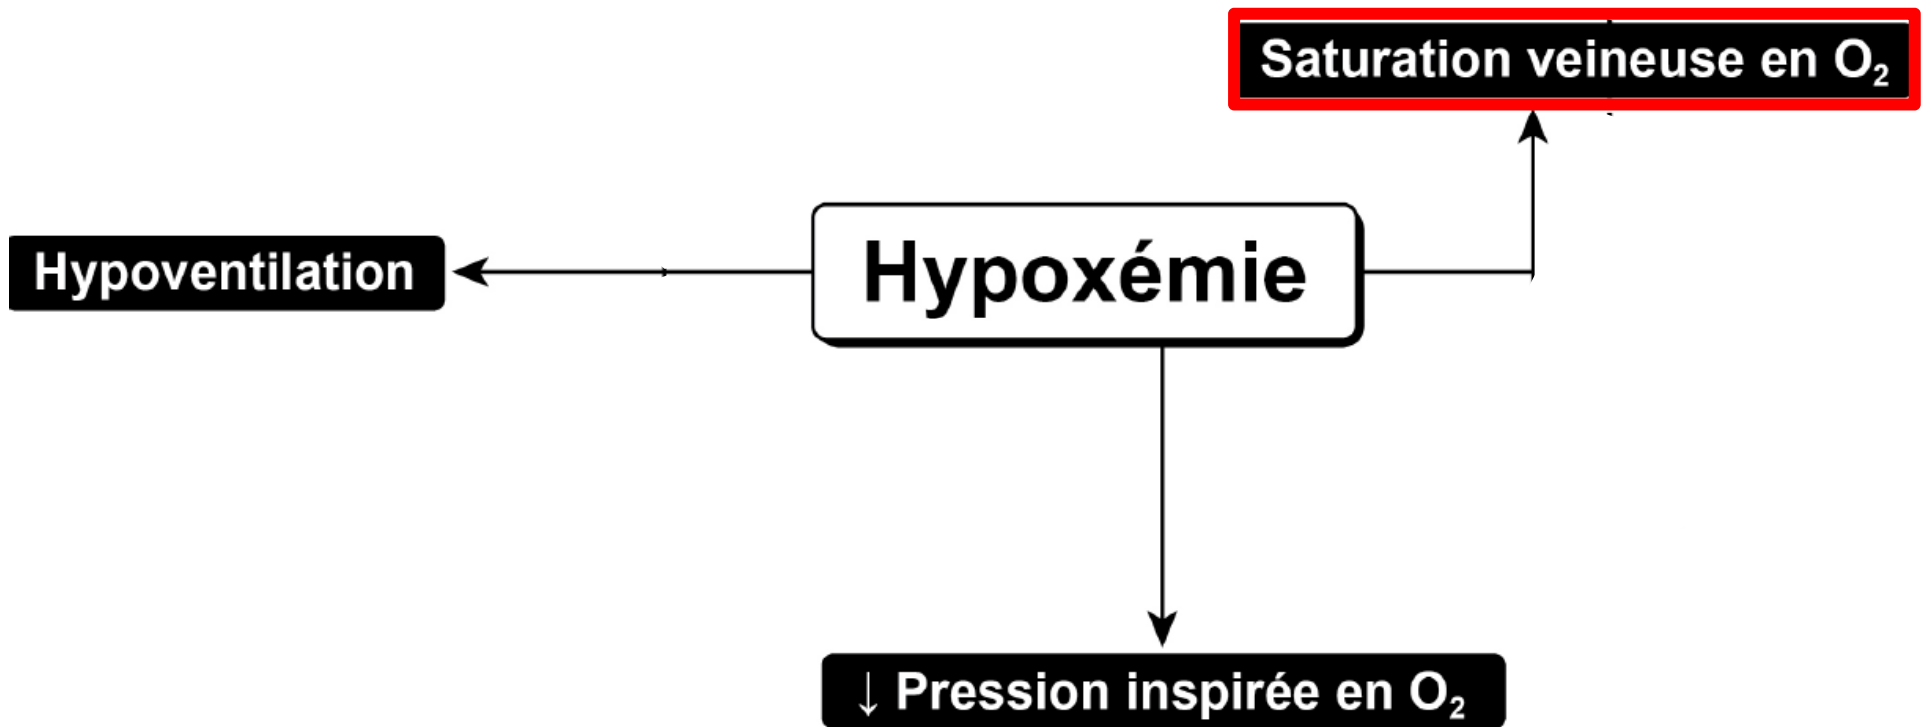 Saturation veineuse en O₂
Hypoventilation
Hypoxémie
↓ Pression inspirée en O₂